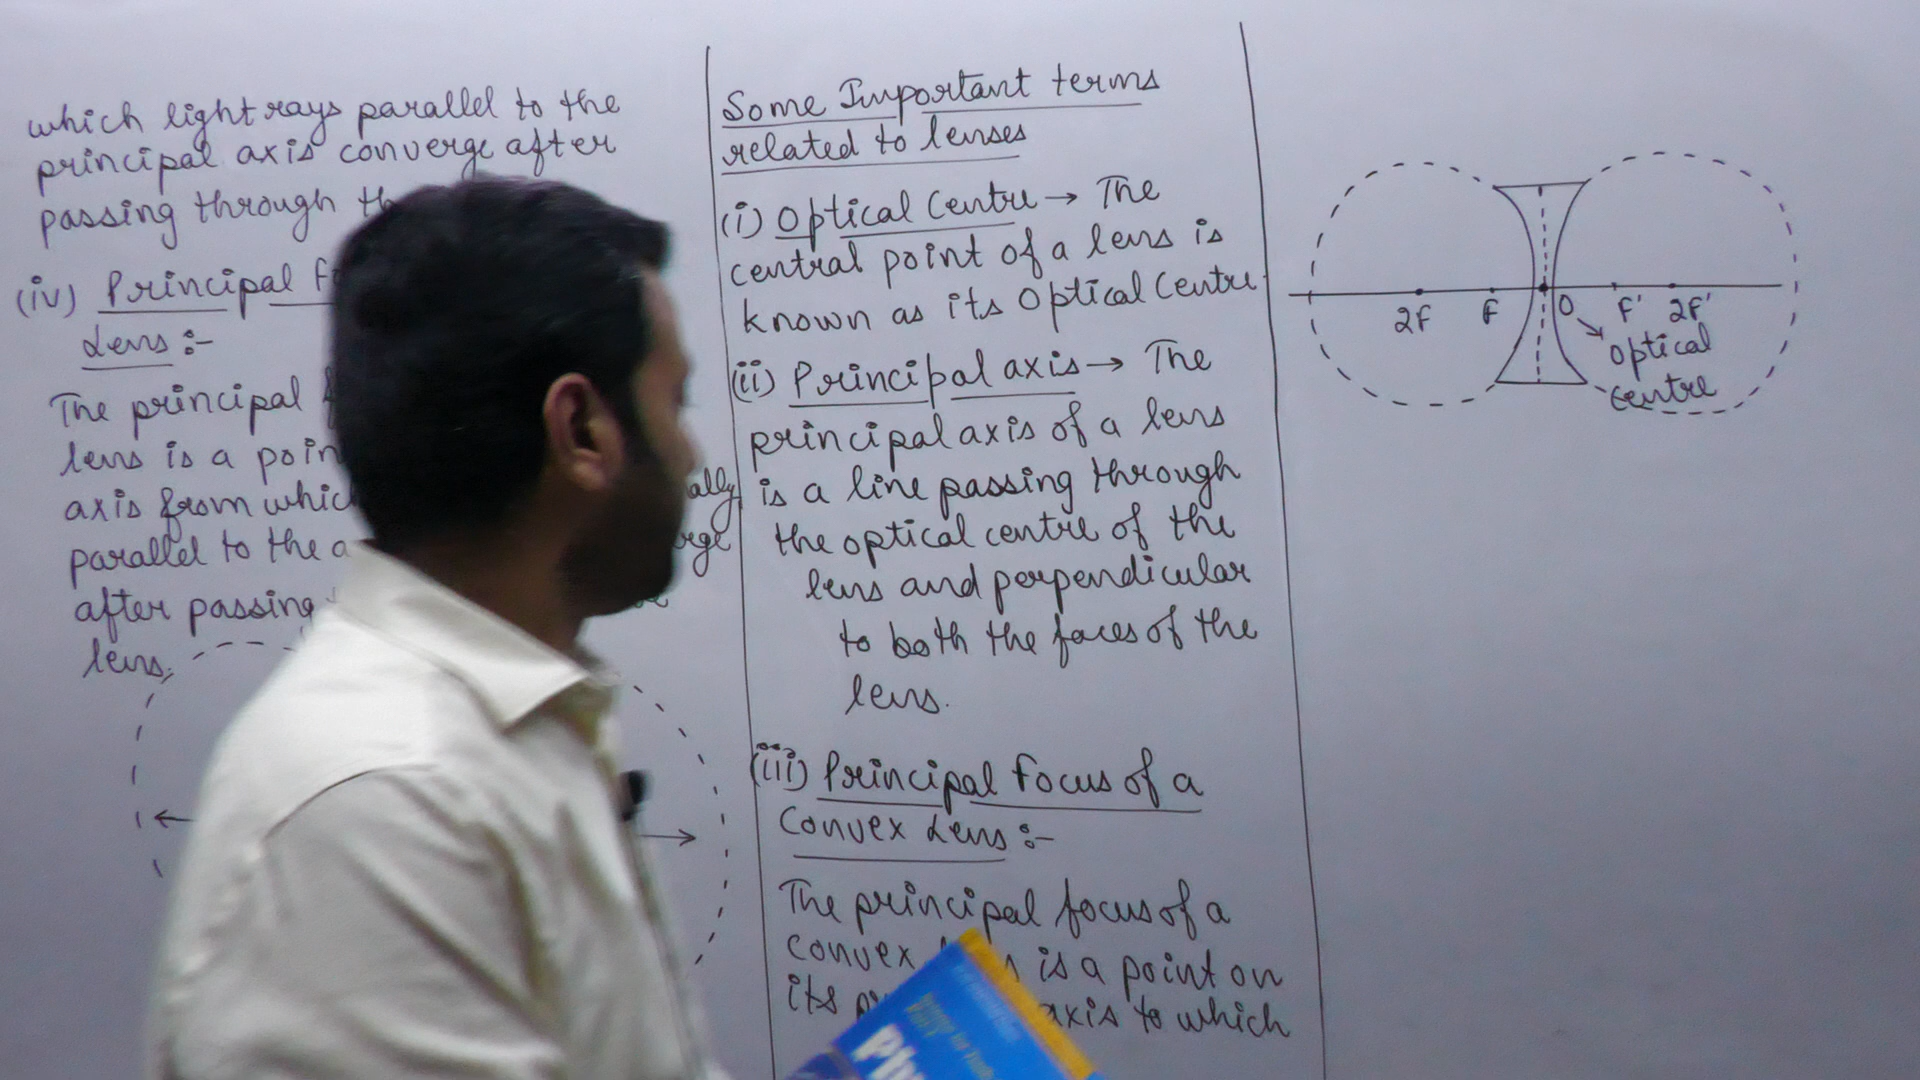 which light rays parallel to the
principal axis converge after
passing through
(iv) Principal
Lens :-
The principal
lens is a
axis from which
parallel to the
after passing
lens.
Some Important terms
related to lenses
(i) Optical Centre → The
central point of a lens is
known as its Optical Centre.
(ii) Principal axis → The
principal axis of a lens
is a line passing through
the optical centre of the
lens and perpendicular
to both the faces of the
lens.
(iii) Principal Focus of a
Convex Lens :-
The principal focus of a
convex is a point on
its axis to which
2F F O F' 2F'
Optical
centre